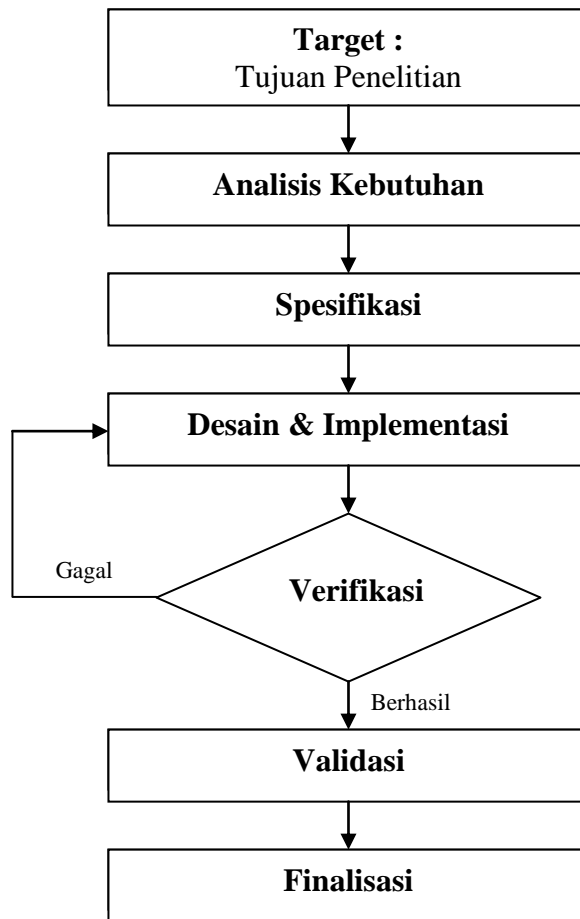 Target :
Tujuan Penelitian
Analisis Kebutuhan
Spesifikasi
Desain & Implementasi
Gagal
Verifikasi
Berhasil
Validasi
Finalisasi